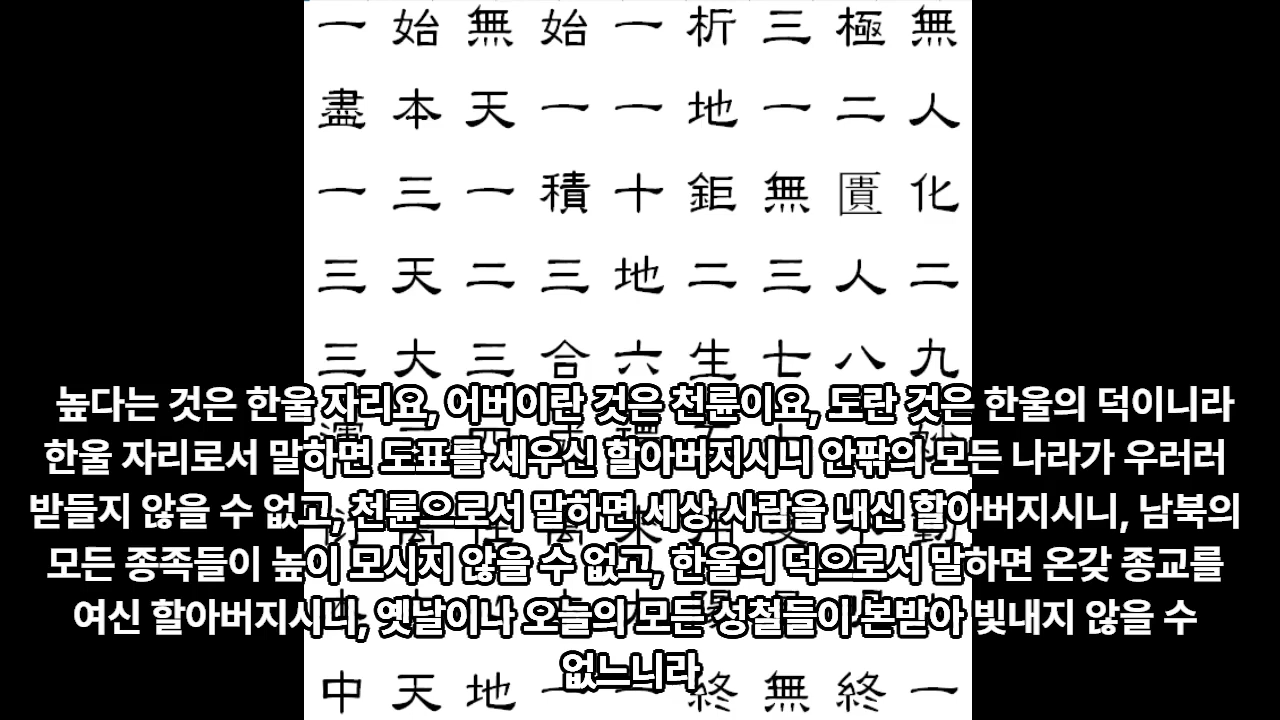 一始無始一析三極無
盡本天一一地一二人
一三一積十鉅無匱化
三天二三地二三人二
三大三合六生七八九
높다는 것은 한울 자리요, 어버이란 것은 천륜이요, 도란 것은 한울의 덕이니라
한울 자리로서 말하면 도표를 세우신 할아버지시니 안팎의 모든 나라가 우러러
받들지 않을 수 없고, 천륜으로서 말하면 세상 사람을 내신 할아버지시니, 남북의
모든 종족들이 높이 모시지 않을 수 없고, 한울의 덕으로서 말하면 온갖 종교를
여신 할아버지시니, 옛날이나 오늘의 모든 성철들이 본받아 빛내지 않을 수
없느니라
中天地一一終無終一